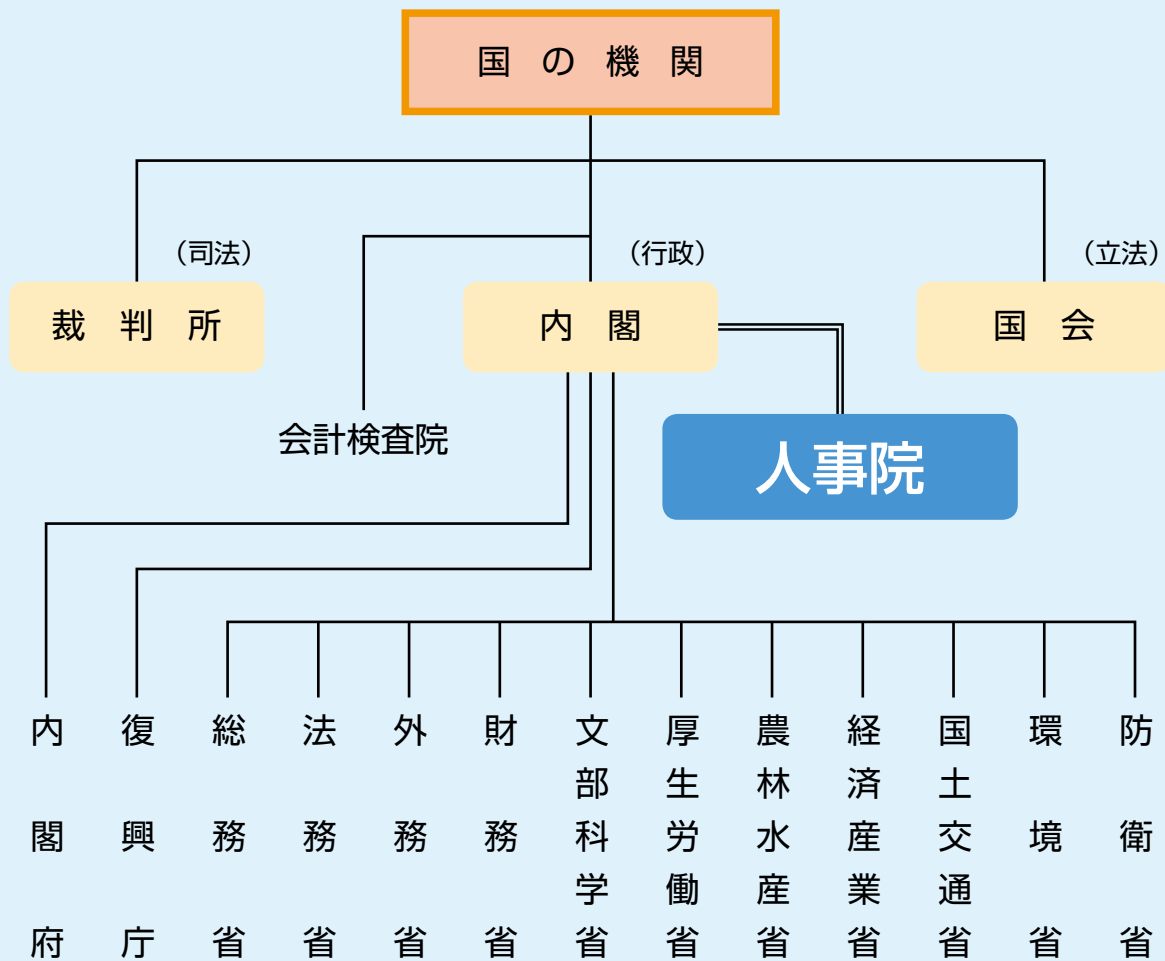 国の機関
（司法）
（行政）
（立法）
裁判所
内閣
国会
会計検査院
人事院
内閣府
復興庁
総務省
法務省
外務省
財務省
文部科学省
厚生労働省
農林水産省
経済産業省
国土交通省
環境省
防衛省